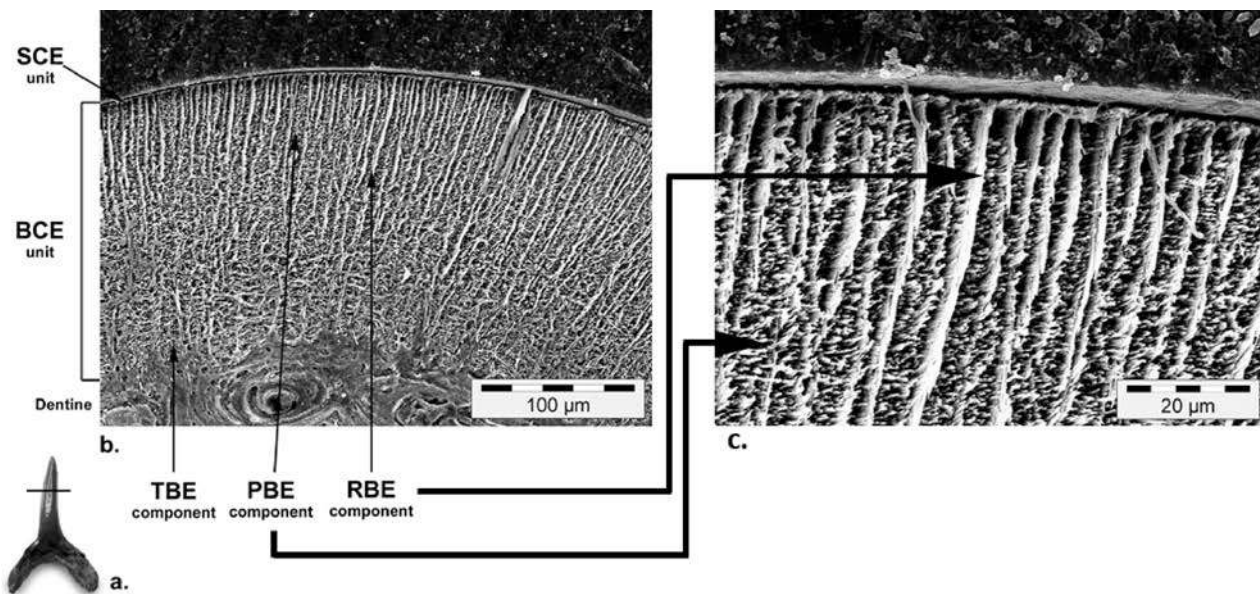 SCE
unit
BCE
unit
Dentine
100 µm
20 µm
b.
c.
TBE
component
PBE
component
RBE
component
a.